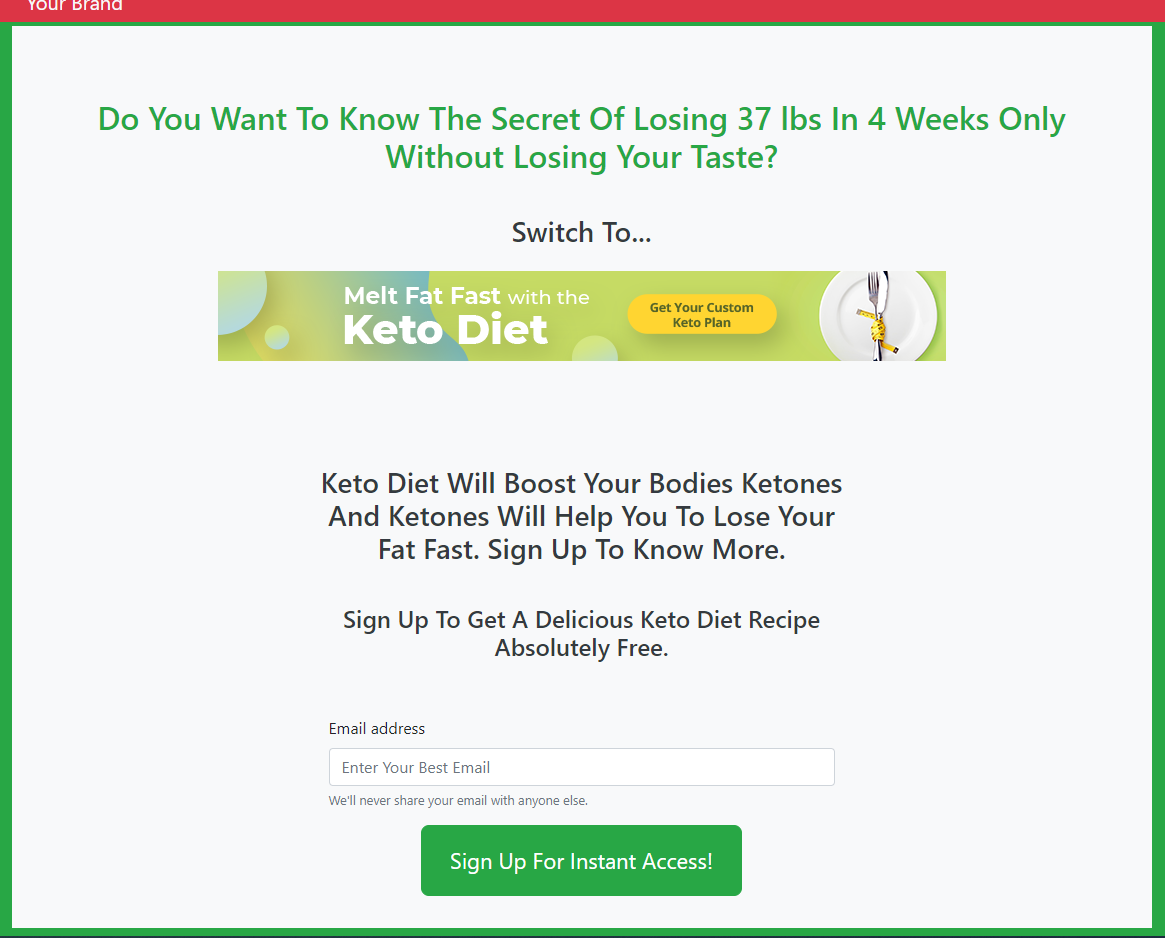 Your Brand
Do You Want To Know The Secret Of Losing 37 lbs In 4 Weeks Only
Without Losing Your Taste?
Switch To...
Melt Fat Fast with the
Keto Diet
Get Your Custom
Keto Plan
Keto Diet Will Boost Your Bodies Ketones
And Ketones Will Help You To Lose Your
Fat Fast. Sign Up To Know More.
Sign Up To Get A Delicious Keto Diet Recipe
Absolutely Free.
Email address
Enter Your Best Email
We'll never share your email with anyone else.
Sign Up For Instant Access!